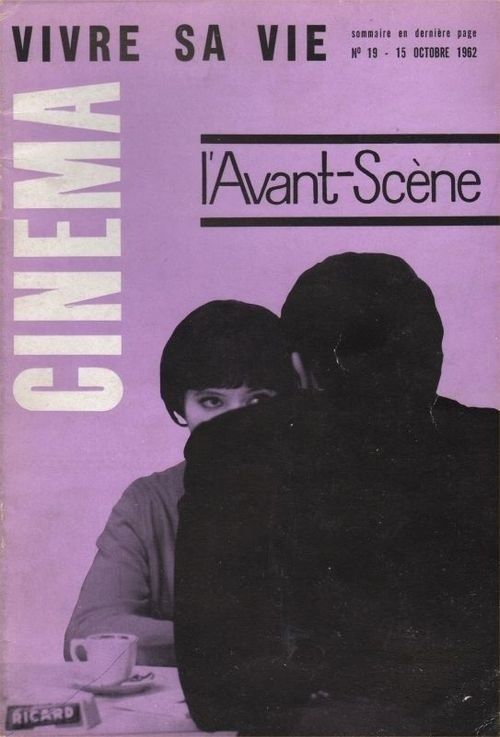 VIVRE SA VIE
sommaire en dernière page
Nº 19 - 15 OCTOBRE 1962
CINEMA
l'Avant-Scène
RICARD